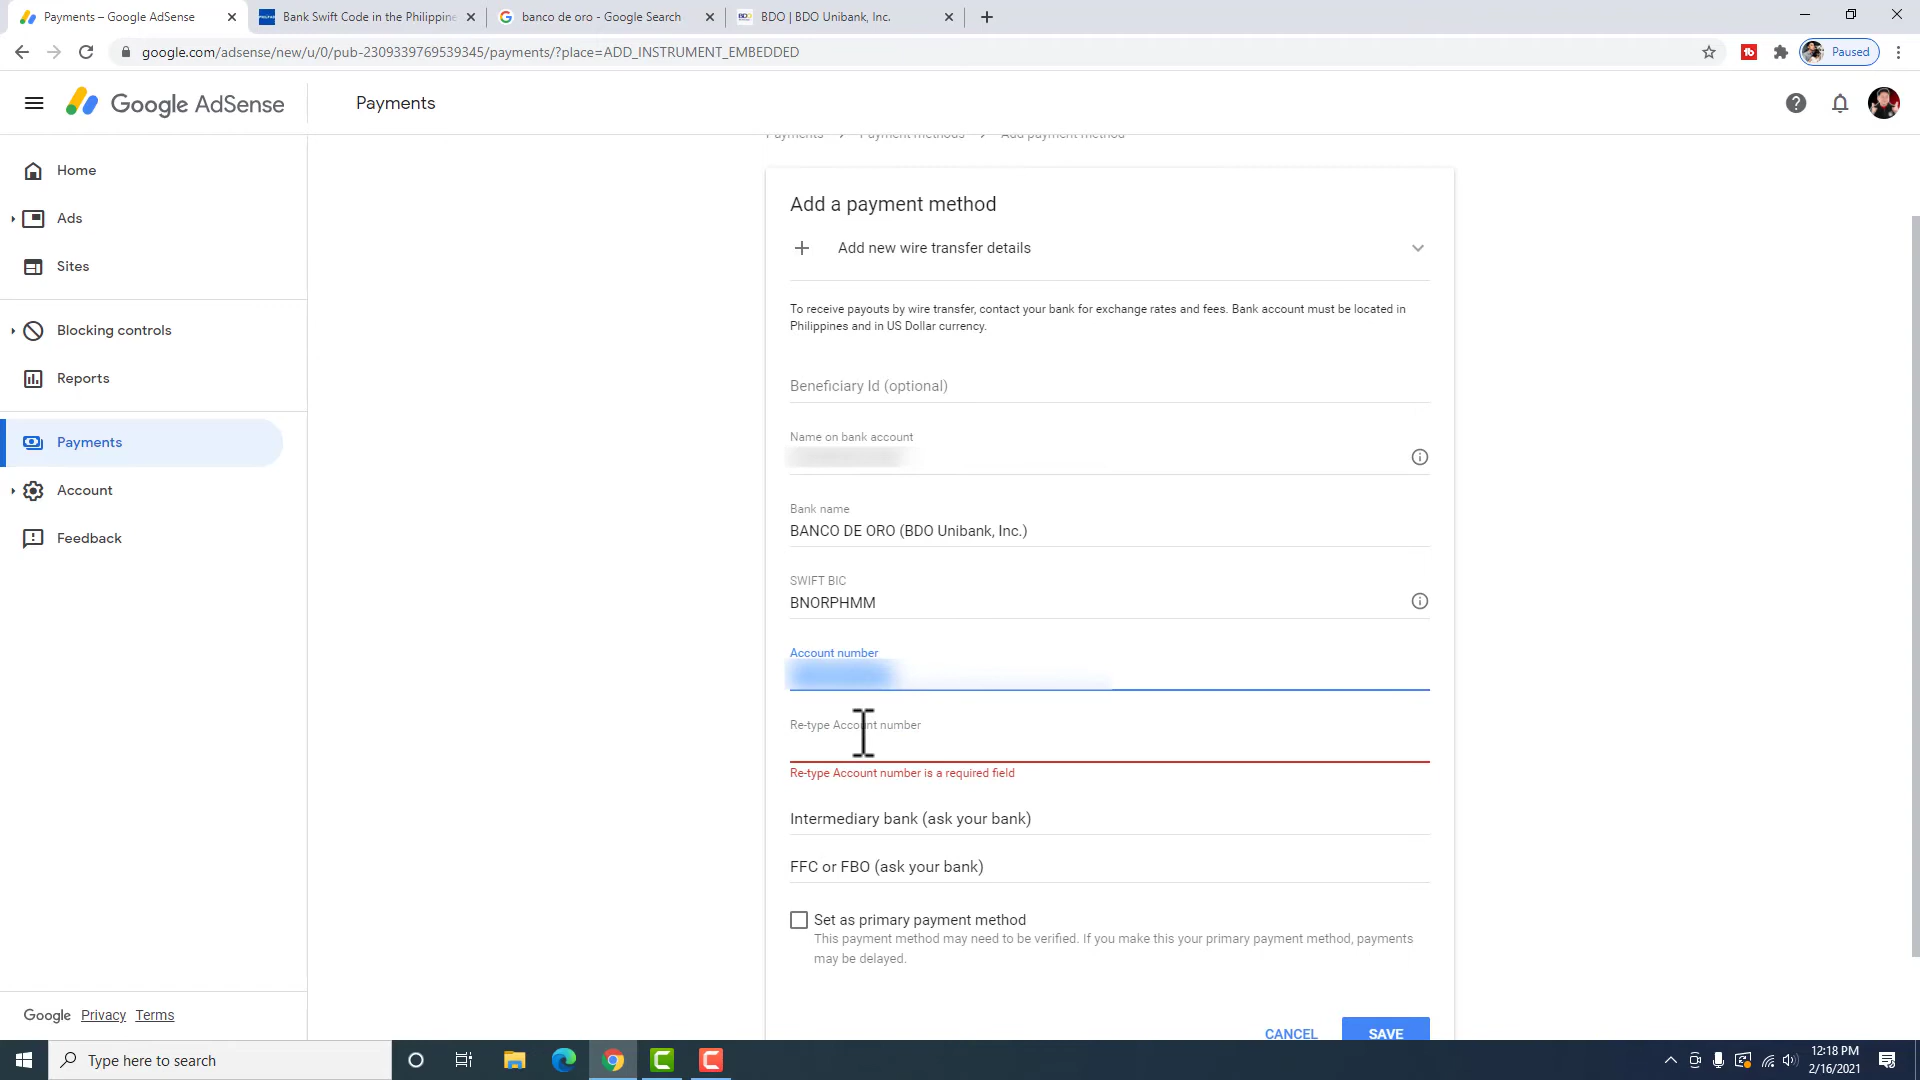 Payments – Google AdSense
Bank Swift Code in the Philippine
banco de oro - Google Search
BDO | BDO Unibank, Inc.
google.com/adsense/new/u/0/pub-2309339769539345/payments/?place=ADD_INSTRUMENT_EMBEDDED
Paused
Google AdSense
Payments
Payments > Payment methods > Add payment method
Home
Ads
Sites
Blocking controls
Reports
Payments
Account
Feedback
Google Privacy Terms
Add a payment method
Add new wire transfer details
To receive payouts by wire transfer, contact your bank for exchange rates and fees. Bank account must be located in
Philippines and in US Dollar currency.
Beneficiary Id (optional)
Name on bank account
Bank name
BANCO DE ORO (BDO Unibank, Inc.)
SWIFT BIC
BNORPHMM
Account number
Re-type Account number
Re-type Account number is a required field
Intermediary bank (ask your bank)
FFC or FBO (ask your bank)
Set as primary payment method
This payment method may need to be verified. If you make this your primary payment method, payments
may be delayed.
CANCEL
SAVE
Type here to search
12:18 PM
2/16/2021